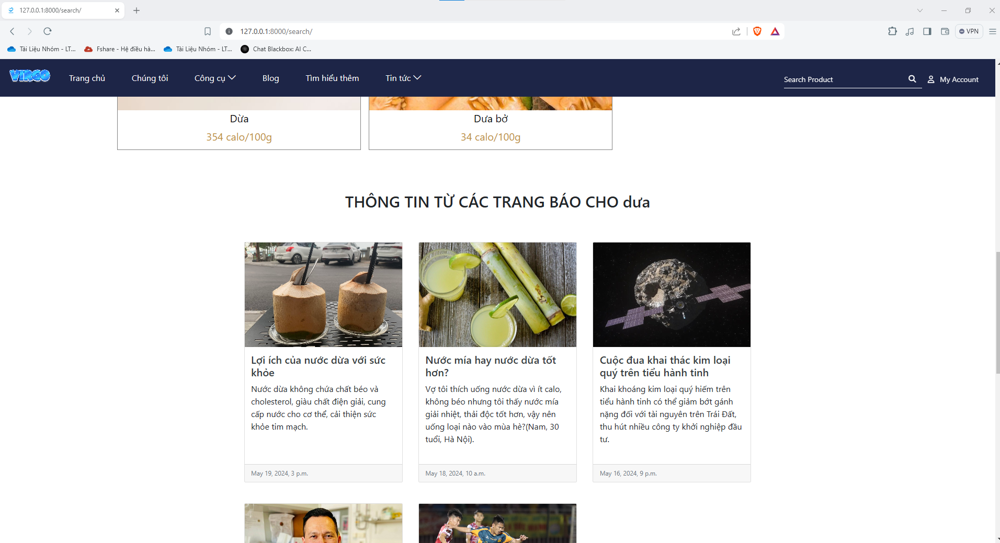 127.0.0.1:8000/search/
127.0.0.1:8000/search/
VPN
Tài Liệu Nhóm - LT...
Fshare - Hệ điều hà...
Tài Liệu Nhóm - LT...
Chat Blackbox: AI C...
VIRGO
Trang chủ
Chúng tôi
Công cụ
Blog
Tìm hiểu thêm
Tin tức
Search Product
My Account
Dừa
354 calo/100g
Dưa bở
34 calo/100g
THÔNG TIN TỪ CÁC TRANG BÁO CHO dưa
Lợi ích của nước dừa với sức
khỏe
Nước dừa không chứa chất béo và
cholesterol, giàu chất điện giải, cung
cấp nước cho cơ thể, cải thiện sức
khỏe tim mạch.
May 19, 2024, 3 p.m.
Nước mía hay nước dừa tốt
hơn?
Vợ tôi thích uống nước dừa vì ít calo,
không béo nhưng tôi thấy nước mía
giải nhiệt, thải độc tốt hơn, vậy nên
uống loại nào vào mùa hè?(Nam, 30
tuổi, Hà Nội).
May 18, 2024, 10 a.m.
Cuộc đua khai thác kim loại
quý trên tiểu hành tinh
Khai khoáng kim loại quý hiếm trên
tiểu hành tinh có thể giảm bớt gánh
nặng đối với tài nguyên trên Trái Đất,
thu hút nhiều công ty khởi nghiệp đầu
tư.
May 16, 2024, 9 p.m.